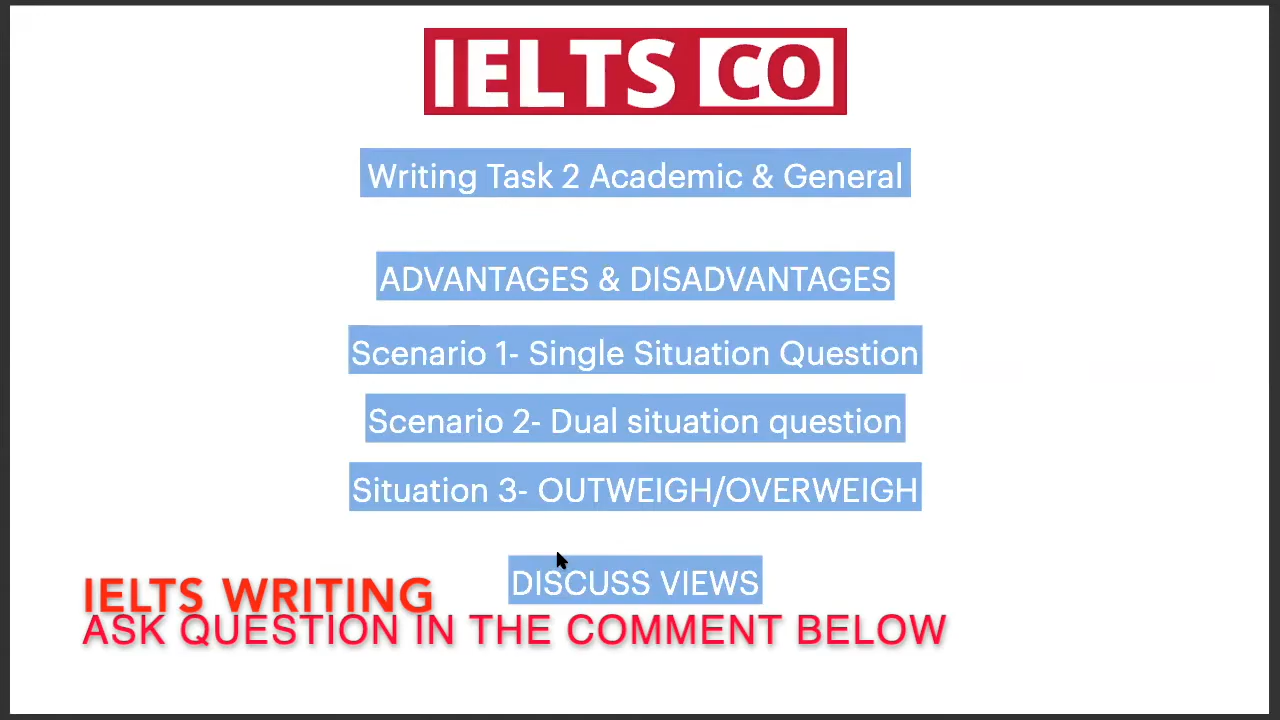 IELTS CO
Writing Task 2 Academic & General
ADVANTAGES & DISADVANTAGES
Scenario 1- Single Situation Question
Scenario 2- Dual situation question
Situation 3- OUTWEIGH/OVERWEIGH
DISCUSS VIEWS
IELTS WRITING
ASK QUESTION IN THE COMMENT BELOW